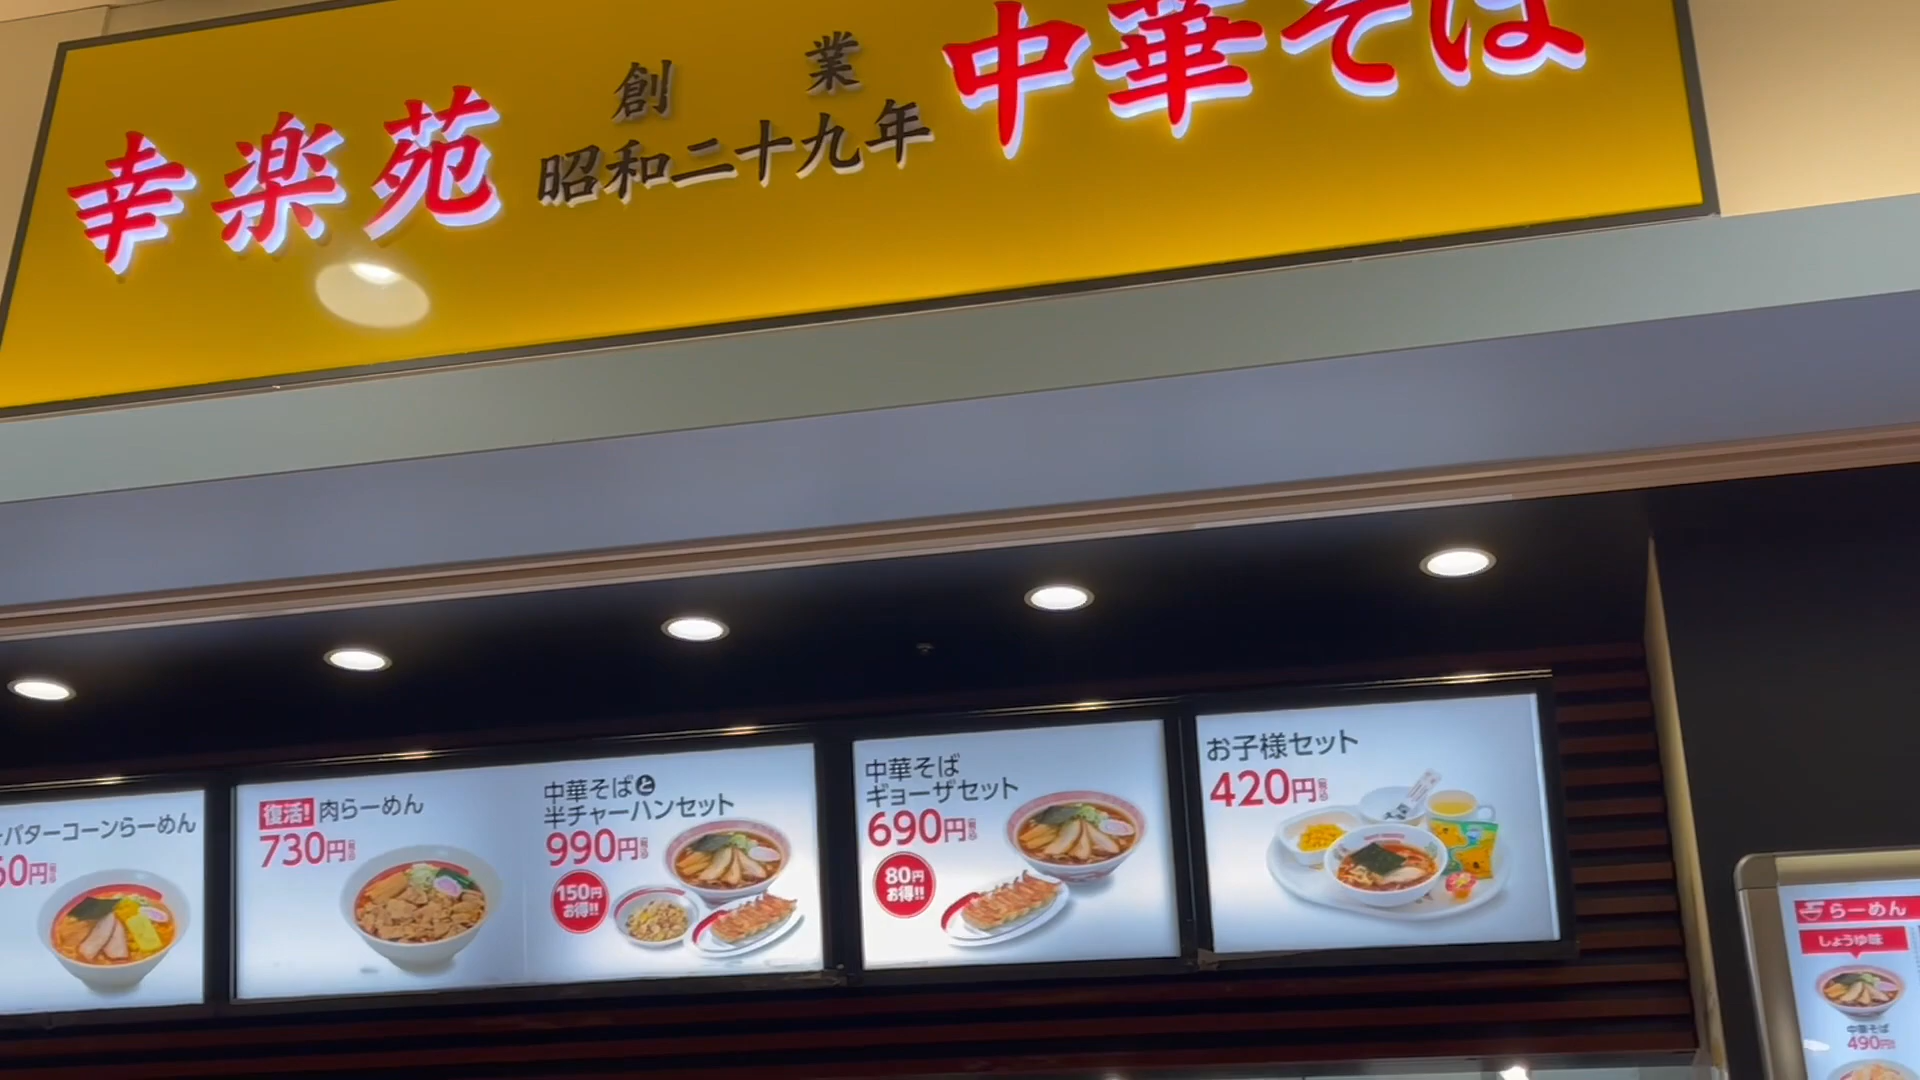 幸楽苑
創業
昭和二十九年
中華そば
バターコーンらーめん
60円
復活! 肉らーめん
730円
中華そばと
半チャーハンセット
990円
150円
お得!!
中華そば
ギョーザセット
690円
80円
お得!!
お子様セット
420円
らーめん
しょうゆ味
中華そば
490円